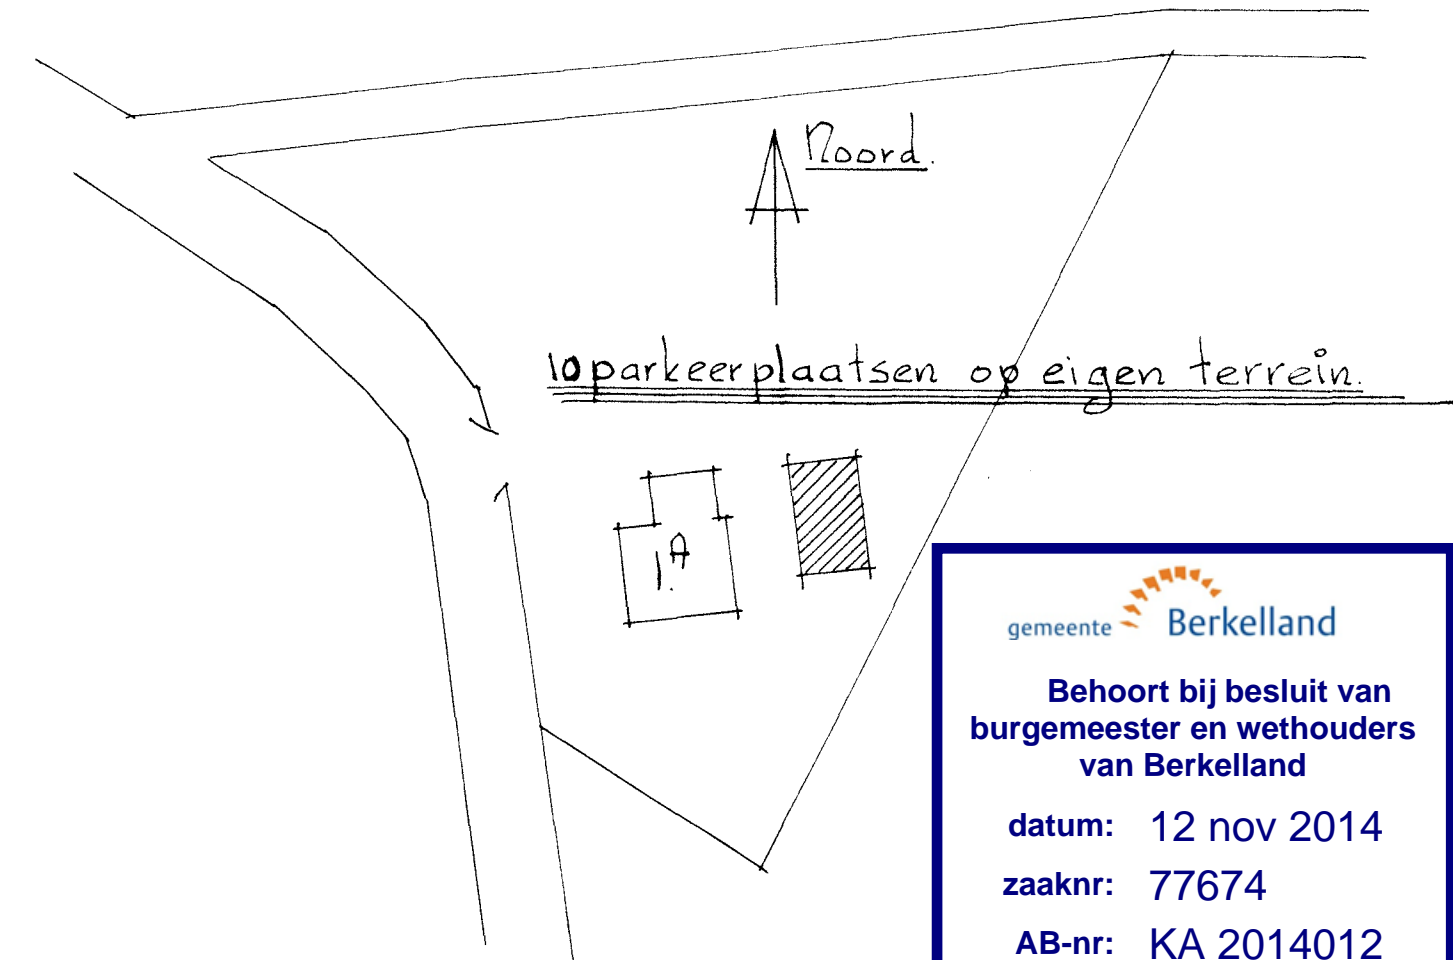 Noord.
10 parkeerplaatsen op eigen terrein.
1.A
gemeente Berkelland
Behoort bij besluit van
burgemeester en wethouders
van Berkelland
datum: 12 nov 2014
zaaknr: 77674
AB-nr: KA 2014012